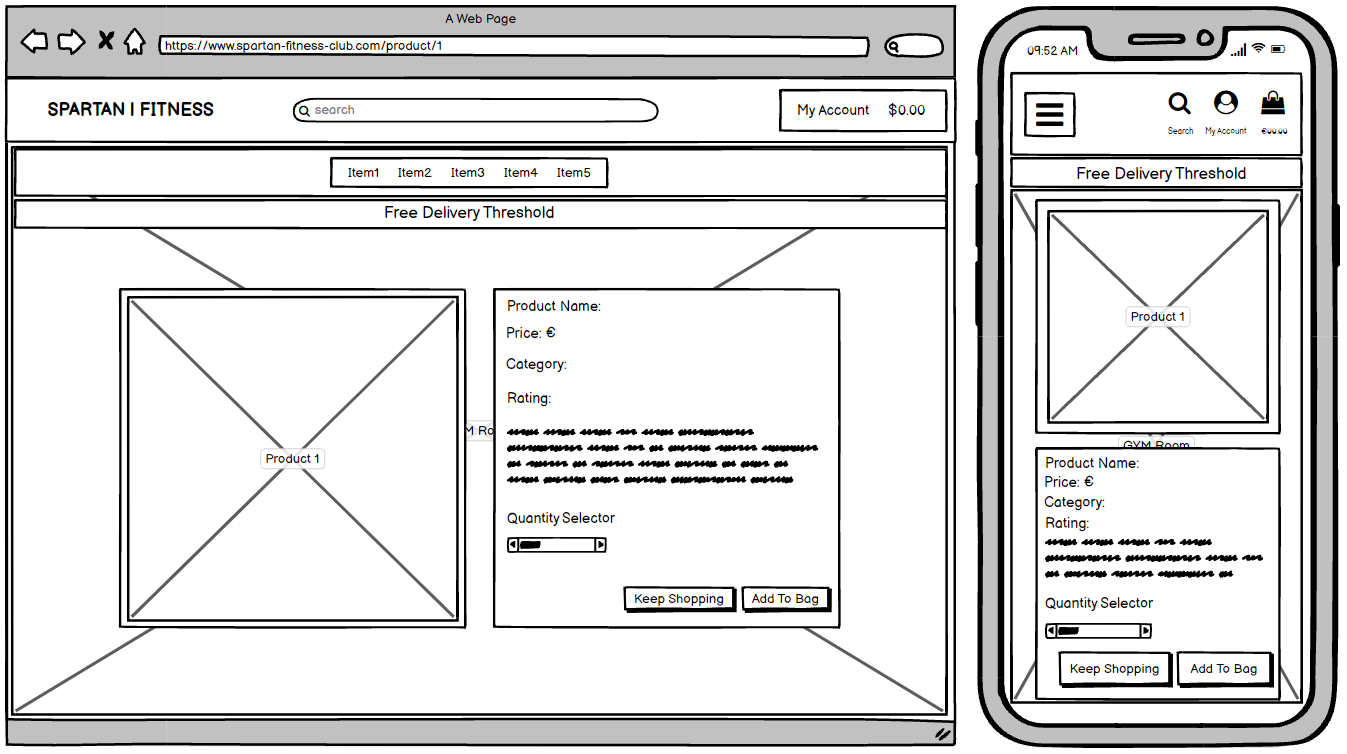 A Web Page
https://www.spartan-fitness-club.com/product/1
SPARTAN | FITNESS
search
My Account $0.00
Item1 Item2 Item3 Item4 Item5
Free Delivery Threshold
Product 1
M Ro
Product Name:
Price: €
Category:
Rating:
Quantity Selector
Keep Shopping Add To Bag
09:52 AM
Search My Account €00.00
Free Delivery Threshold
Product 1
GYM Room
Product Name:
Price: €
Category:
Rating:
Quantity Selector
Keep Shopping Add To Bag